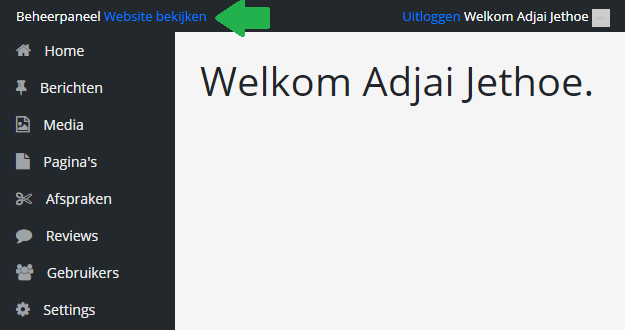 Beheerpaneel Website bekijken Uitloggen Welkom Adjai Jethoe
Home
Welkom Adjai Jethoe.
Berichten
Media
Pagina's
Afspraken
Reviews
Gebruikers
Settings